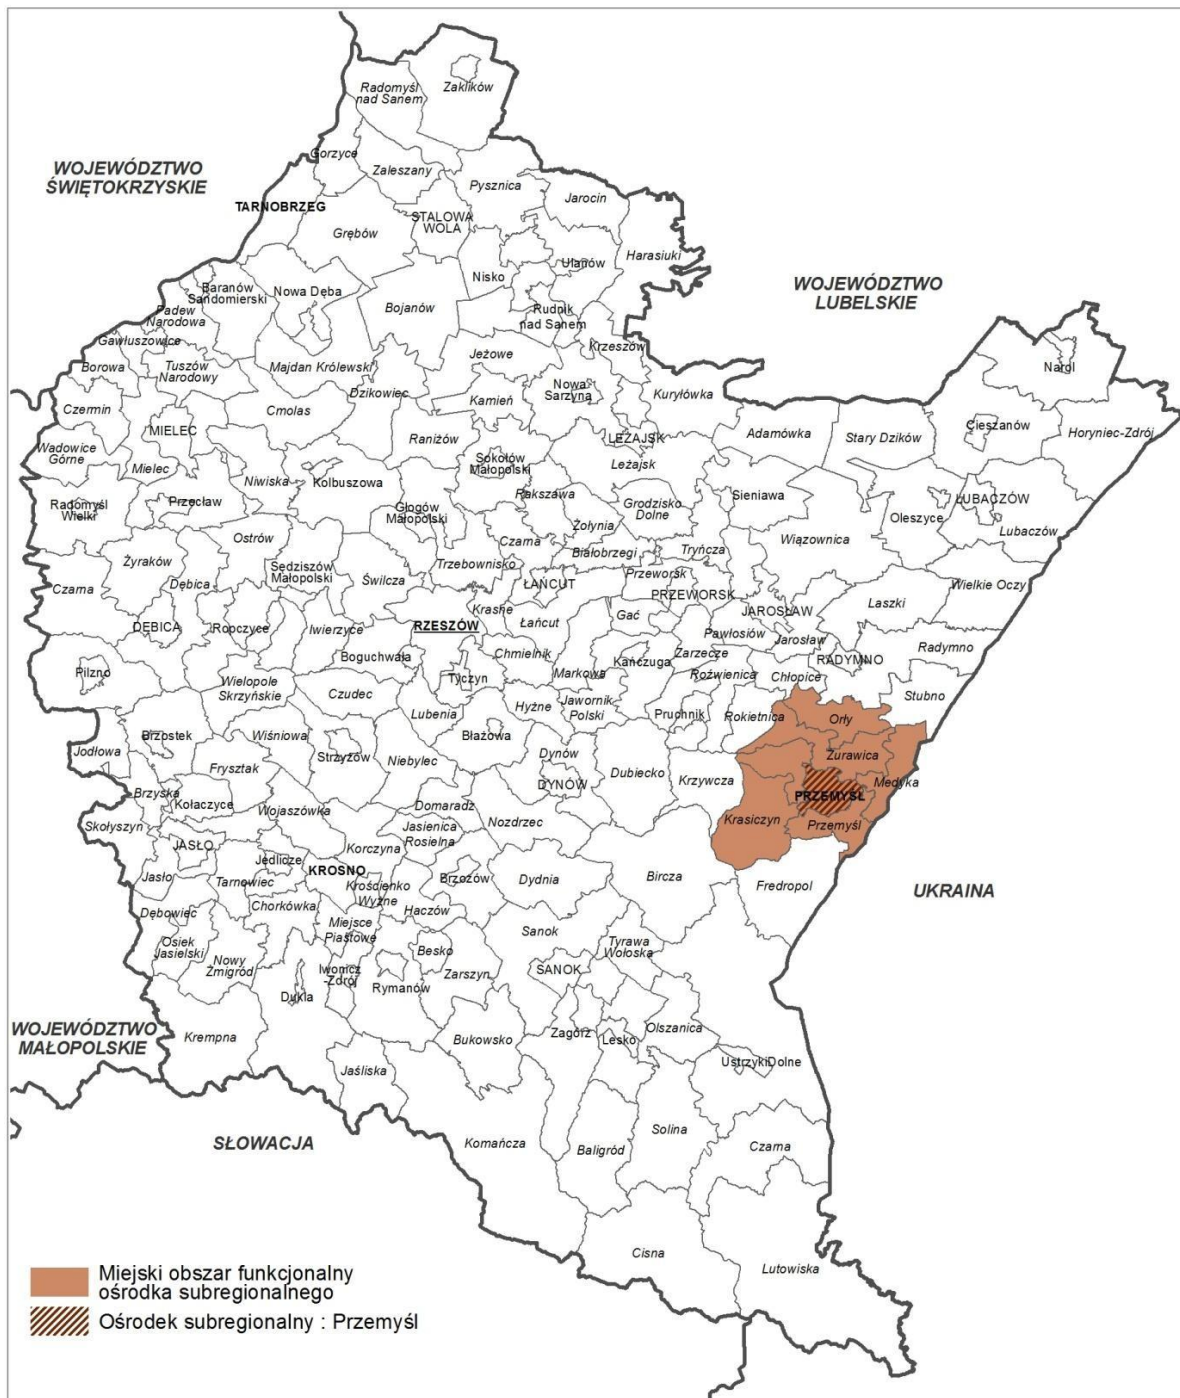 Radomyśl
nad Sanem
Zaklików
Gorzyce
WOJEWÓDZTWO
ŚWIĘTOKRZYSKIE
Zaleszany
Pysznica
Jarocin
TARNOBRZEG
STALOWA
WOLA
Grębów
Harasiuki
Ulanów
Nisko
WOJEWÓDZTWO
LUBELSKIE
Baranów
Sandomierski
Nowa Dęba
Bojanów
Padew
Narodowa
Rudnik
nad Sanem
Gawłuszowice
Krzeszów
Jeżowe
Borowa
Tuszów
Narodowy
Majdan Królewski
Narol
Dzikowiec
Nowa
Sarzyna
Kuryłówka
Kamień
Czermin
Cmolas
MIELEC
Raniżów
LEŻAJSK
Adamówka
Stary Dzików
Cieszanów
Horyniec-Zdrój
Wadowice
Górne
Mielec
Sokołów
Małopolski
Leżajsk
Niwiska
Kolbuszowa
Rakszawa
Sieniawa
Radomyśl
Wielki
Przecław
Głogów
Małopolski
Grodzisko
Dolne
Oleszyce
LUBACZÓW
Żołynia
Lubaczów
Ostrów
Czarna
Wiązownica
Białobrzegi
Tryńcza
Żyraków
Sędziszów
Małopolski
Trzebownisko
Świlcza
Przeworsk
Czarna
Dębica
ŁAŃCUT
PRZEWORSK
Wielkie Oczy
Laszki
Krasne
JAROSŁAW
DĘBICA
Ropczyce
Iwierzyce
RZESZÓW
Łańcut
Gać
Pawłosiów
Jarosław
Radymno
Boguchwała
Chmielnik
Kańczuga
Zarzecze
RADYMNO
Pilzno
Wielopole
Skrzyńskie
Tyczyn
Markowa
Roźwienica
Chłopice
Czudec
Stubno
Lubenia
Hyżne
Jawornik
Polski
Pruchnik
Rokietnica
Orły
Brzostek
Wiśniowa
Błażowa
Jodłowa
Strzyżów
Niebylec
Dynów
Żurawica
Frysztak
Dubiecko
Krzywcza
DYNÓW
Medyka
Brzyska
Kołaczyce
PRZEMYŚL
Wojaszówka
Domaradz
Nozdrzec
Krasiczyn
Przemyśl
Skołyszyn
Jasienica
Rosielna
JASŁO
Korczyna
Jedlicze
KROSNO
Brzozów
Dydnia
Bircza
Jasło
Tarnowiec
Krościenko
Wyżne
Fredropol
UKRAINA
Chorkówka
Haczów
Dębowiec
Miejsce
Piastowe
Sanok
Osiek
Jasielski
Tyrawa
Wołoska
Nowy
Żmigród
Besko
Iwonicz
-Zdrój
Zarszyn
SANOK
Dukla
Rymanów
WOJEWÓDZTWO
MAŁOPOLSKIE
Krempna
Zagórz
Olszanica
Bukowsko
Lesko
UstrzykiDolne
Jaśliska
SŁOWACJA
Solina
Komańcza
Baligród
Czarna
Cisna
Lutowiska
Miejski obszar funkcjonalny
ośrodka subregionalnego
Ośrodek subregionalny : Przemyśl